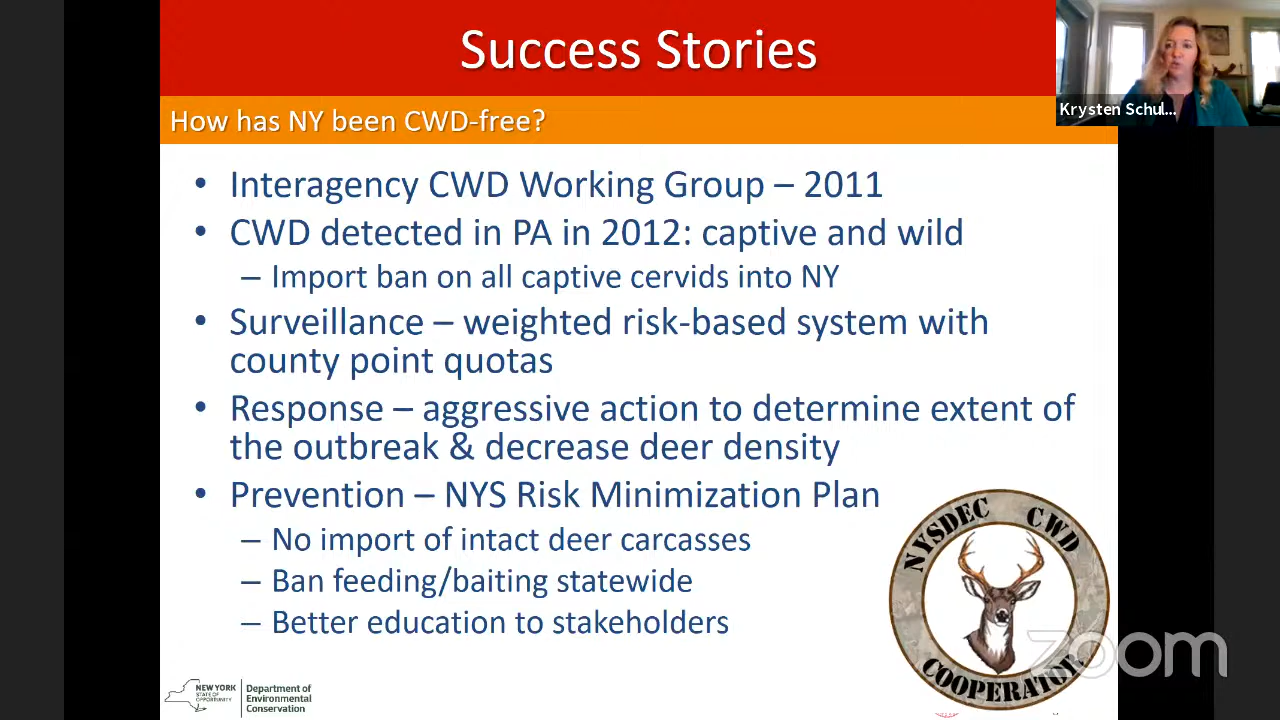 Success Stories
Krysten Schul...
How has NY been CWD-free?
• Interagency CWD Working Group – 2011
• CWD detected in PA in 2012: captive and wild
– Import ban on all captive cervids into NY
• Surveillance – weighted risk-based system with
county point quotas
• Response – aggressive action to determine extent of
the outbreak & decrease deer density
• Prevention – NYS Risk Minimization Plan
– No import of intact deer carcasses
– Ban feeding/baiting statewide
– Better education to stakeholders
NYSDEC CWD
COOPERATOR
zoom
NEW YORK
STATE OF
OPPORTUNITY
Department of
Environmental
Conservation